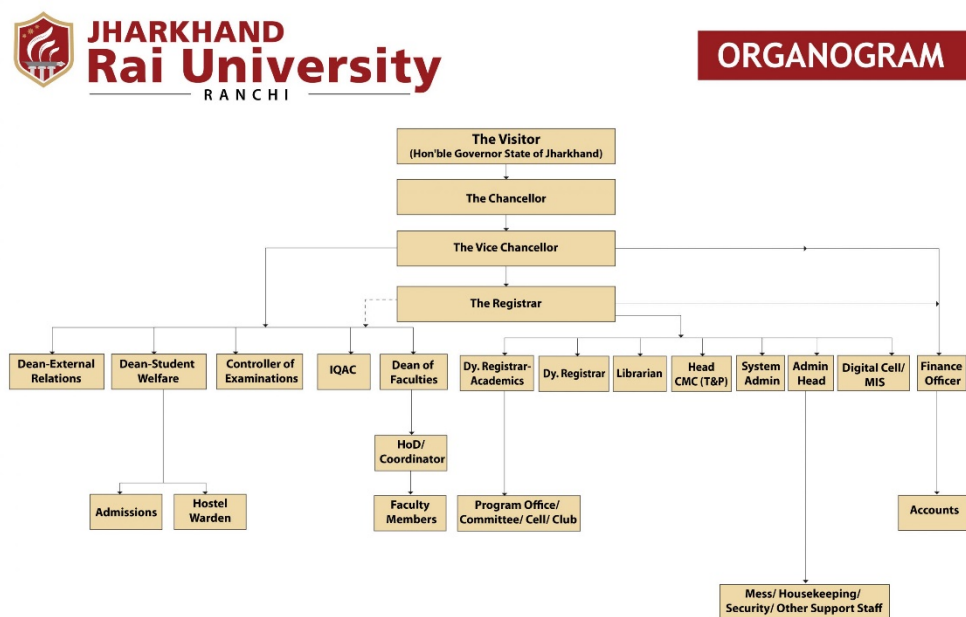 JHARKHAND
Rai University
RANCHI
ORGANOGRAM
The Visitor
(Hon'ble Governor State of Jharkhand)
The Chancellor
The Vice Chancellor
The Registrar
Dean-External
Relations
Dean-Student
Welfare
Controller of
Examinations
IQAC
Dean of
Faculties
Dy. Registrar-
Academics
Dy. Registrar
Librarian
Head
CMC (T&P)
System
Admin
Admin
Head
Digital Cell/
MIS
Finance
Officer
HoD/
Coordinator
Admissions
Hostel
Warden
Faculty
Members
Program Office/
Committee/ Cell/ Club
Accounts
Mess/ Housekeeping/
Security/ Other Support Staff